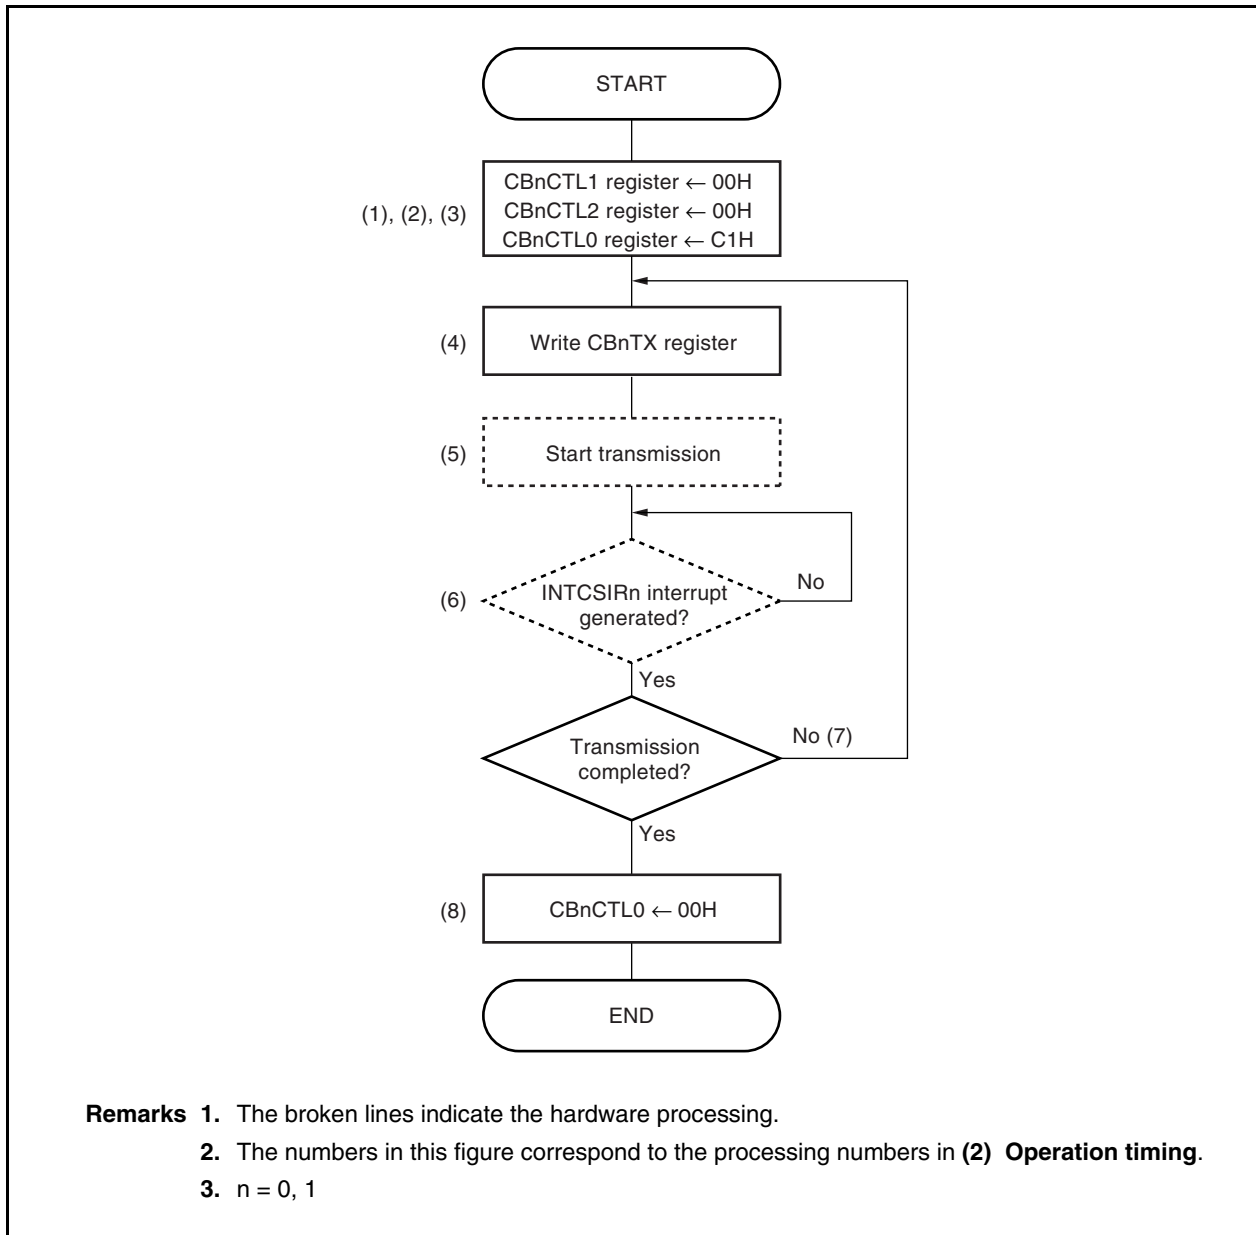 START
CBnCTL1 register ← 00H
(1), (2), (3)
CBnCTL2 register ← 00H
CBnCTL0 register ← C1H
(4)
Write CBnTX register
(5)
Start transmission
(6)
INTCSIRn interrupt
generated?
No
Yes
Transmission
completed?
No (7)
Yes
(8)
CBnCTL0 ← 00H
END
Remarks 1. The broken lines indicate the hardware processing.
2. The numbers in this figure correspond to the processing numbers in (2) Operation timing.
3. n = 0, 1